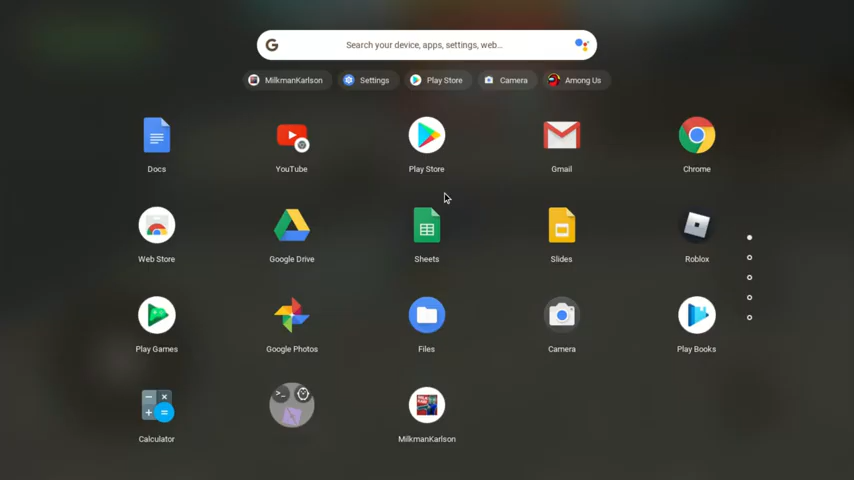 Search your device, apps, settings, web...
MilkmanKarlson Settings Play Store Camera Among Us
Docs YouTube Play Store Gmail Chrome
Web Store Google Drive Sheets Slides Roblox
Play Games Google Photos Files Camera Play Books
Calculator MilkmanKarlson